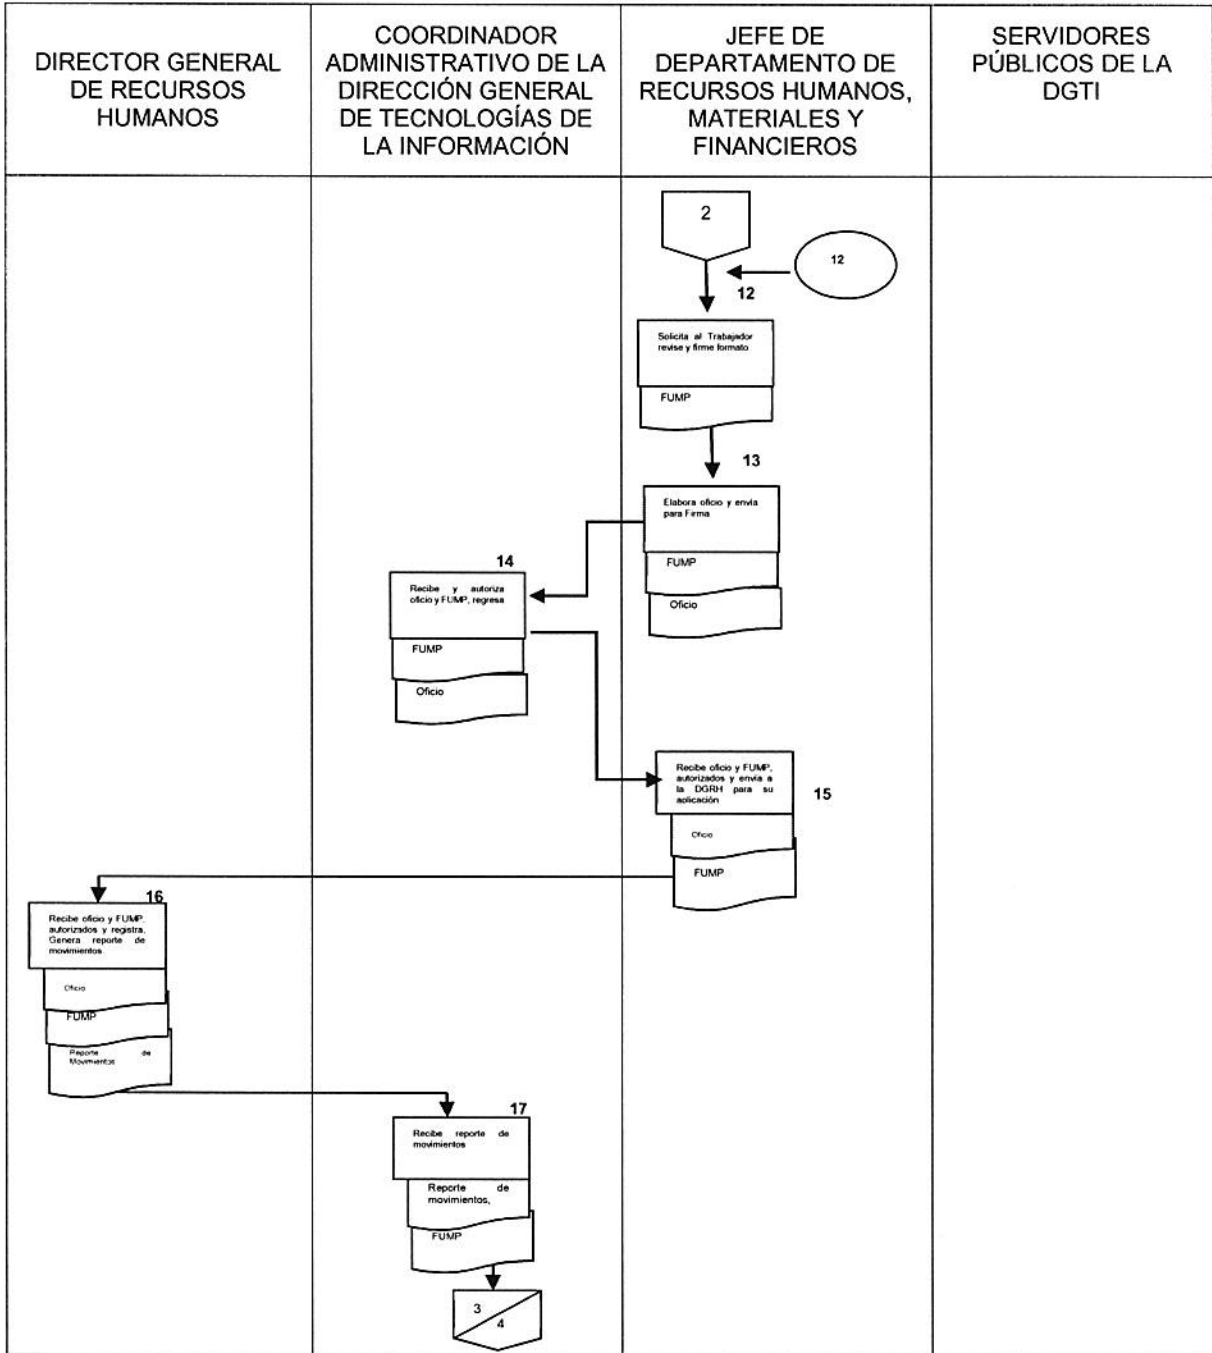 DIRECTOR GENERAL
DE RECURSOS
HUMANOS
COORDINADOR
ADMINISTRATIVO DE LA
DIRECCIÓN GENERAL
DE TECNOLOGÍAS DE
LA INFORMACIÓN
JEFE DE
DEPARTAMENTO DE
RECURSOS HUMANOS,
MATERIALES Y
FINANCIEROS
SERVIDORES
PÚBLICOS DE LA
DGTI
2
12
12
Solicita al Trabajador
revise y firme formato
FUMP
13
Elabora oficio y envía
para Firma
FUMP
Oficio
14
Recibe y autoriza
oficio y FUMP, regresa
FUMP
Oficio
Recibe oficio y FUMP,
autorizados y envía a
la DGRH para su
aplicación
15
Oficio
FUMP
16
Recibe oficio y FUMP,
autorizados y registra,
Genera reporte de
movimientos
Oficio
FUMP
Reporte de
Movimientos
17
Recibe reporte de
movimientos
Reporte de
movimientos,
FUMP
3
4